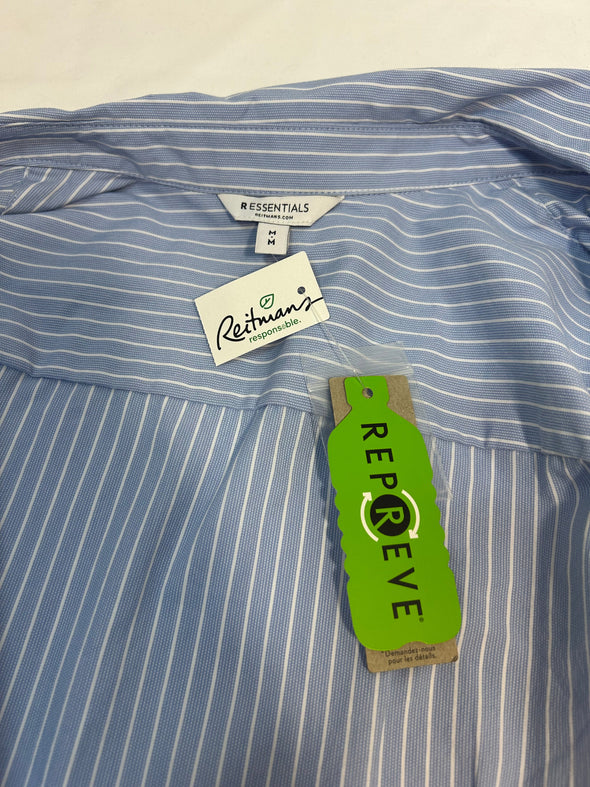 R ESSENTIALS
REITMANS.COM
M
M
Reitmans
responsable.
REPREVE®
*Demandez-nous
pour les détails.